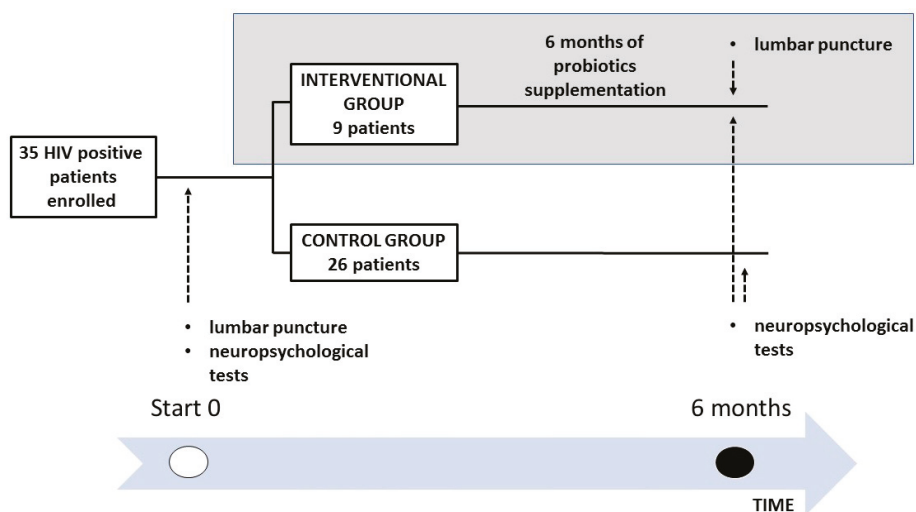 6 months of
probiotics
supplementation
• lumbar puncture
INTERVENTIONAL
GROUP
9 patients
35 HIV positive
patients
enrolled
CONTROL GROUP
26 patients
• lumbar puncture
• neuropsychological
tests
• neuropsychological
tests
Start 0
6 months
TIME